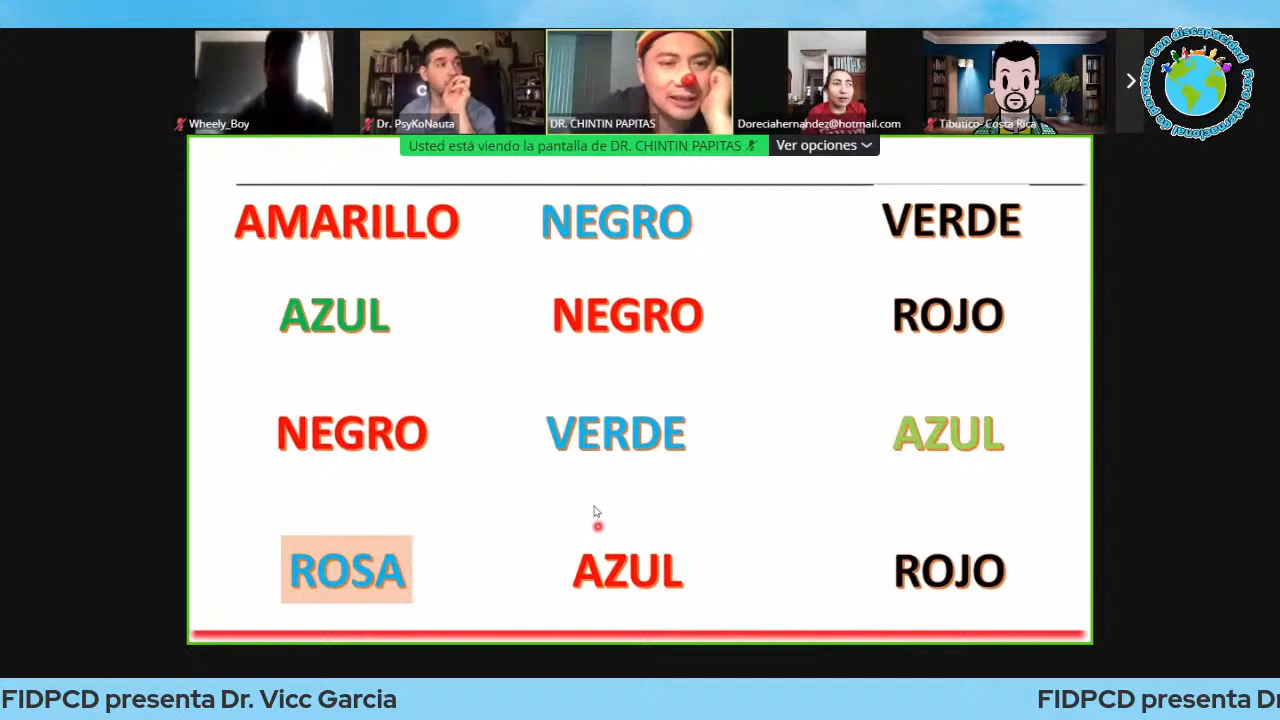 Wheely_Boy
Dr. PsyKoNauta
DR. CHINTIN PAPITAS
Doreciahernandez@hotmail.com
Tibutico- Costa Rica
Usted está viendo la pantalla de DR. CHINTIN PAPITAS
Ver opciones
AMARILLO NEGRO VERDE
AZUL NEGRO ROJO
NEGRO VERDE AZUL
ROSA AZUL ROJO
FIDPCD presenta Dr. Vicc Garcia
FIDPCD presenta Dr